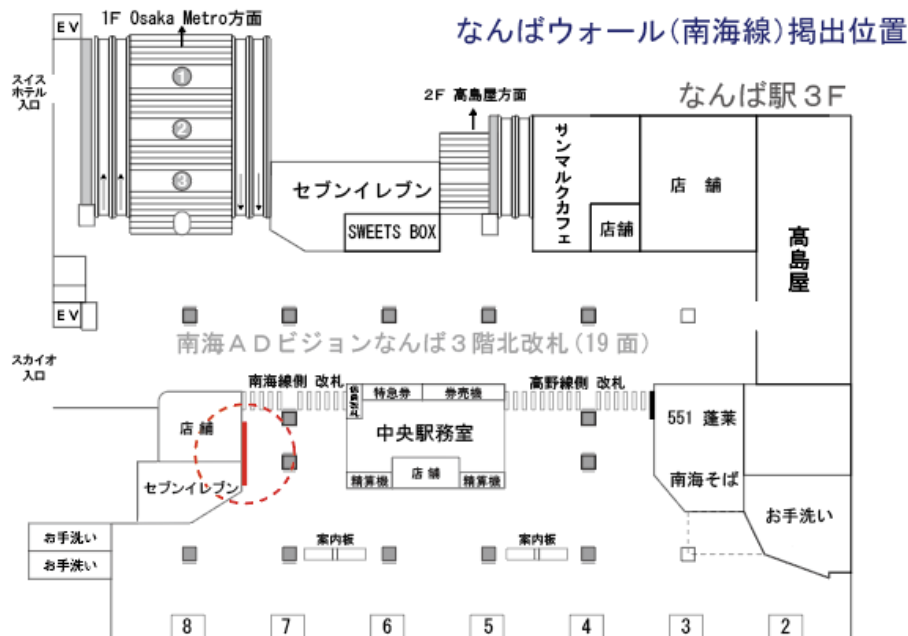 1F Osaka Metro方面
なんばウォール(南海線)掲出位置
EV
スイス
ホテル
入口
①
②
③
2F 高島屋方面
なんば駅3F
セブンイレブン
SWEETS BOX
サンマルクカフェ
店舗
店舗
高島屋
EV
南海ADビジョンなんば3階北改札(19面)
スカイオ
入口
南海線側 改札
特急券
券売機
高野線側 改札
店舗
中央駅務室
551 蓬莱
セブンイレブン
精算機
店舗
精算機
南海そば
お手洗い
お手洗い
お手洗い
案内板
案内板
8
7
6
5
4
3
2